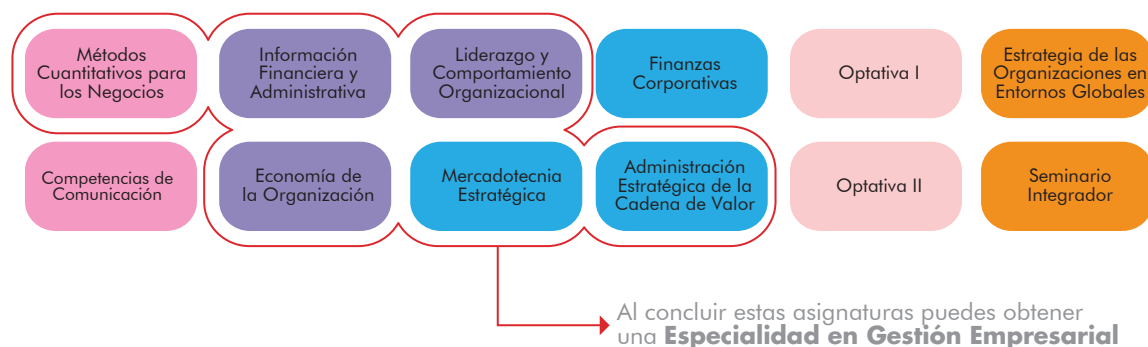 Métodos
Cuantitativos para
los Negocios
Información
Financiera y
Administrativa
Liderazgo y
Comportamiento
Organizacional
Finanzas
Corporativas
Optativa I
Estrategia de las
Organizaciones en
Entornos Globales
Competencias de
Comunicación
Economía de
la Organización
Mercadotecnia
Estratégica
Administración
Estratégica de la
Cadena de Valor
Optativa II
Seminario
Integrador
Al concluir estas asignaturas puedes obtener
una Especialidad en Gestión Empresarial